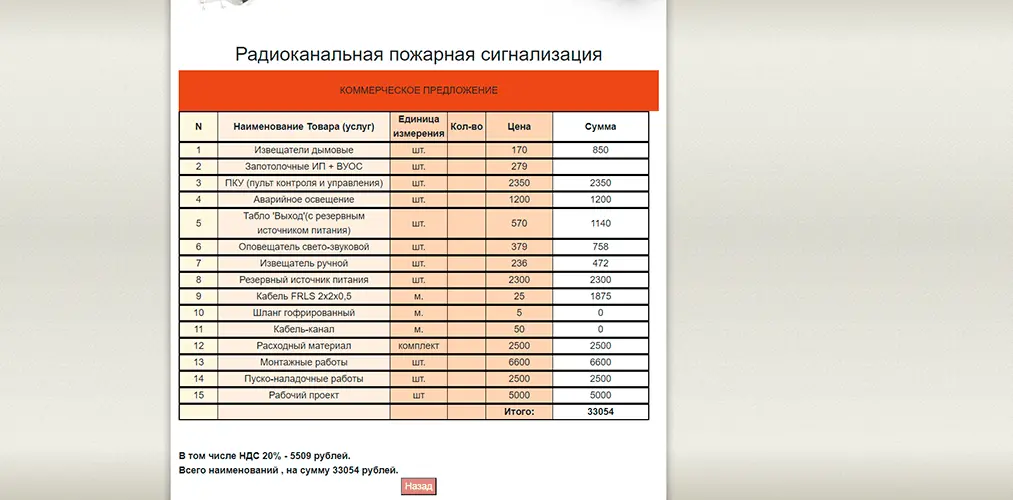 Радиоканальная пожарная сигнализация
КОММЕРЧЕСКОЕ ПРЕДЛОЖЕНИЕ
N Наименование Товара (услуг) Единица измерения Кол-во Цена Сумма
1 Извещатели дымовые шт. 170 850
2 Запотолочные ИП + ВУОС шт. 279
3 ПКУ (пульт контроля и управления) шт. 2350 2350
4 Аварийное освещение шт. 1200 1200
5 Табло 'Выход'(с резервным источником питания) шт. 570 1140
6 Оповещатель свето-звуковой шт. 379 758
7 Извещатель ручной шт. 236 472
8 Резервный источник питания шт. 2300 2300
9 Кабель FRLS 2x2x0,5 м. 25 1875
10 Шланг гофрированный м. 5 0
11 Кабель-канал м. 50 0
12 Расходный материал комплект 2500 2500
13 Монтажные работы шт. 6600 6600
14 Пуско-наладочные работы шт. 2500 2500
15 Рабочий проект шт 5000 5000
Итого: 33054
В том числе НДС 20% - 5509 рублей.
Всего наименований , на сумму 33054 рублей.
Назад